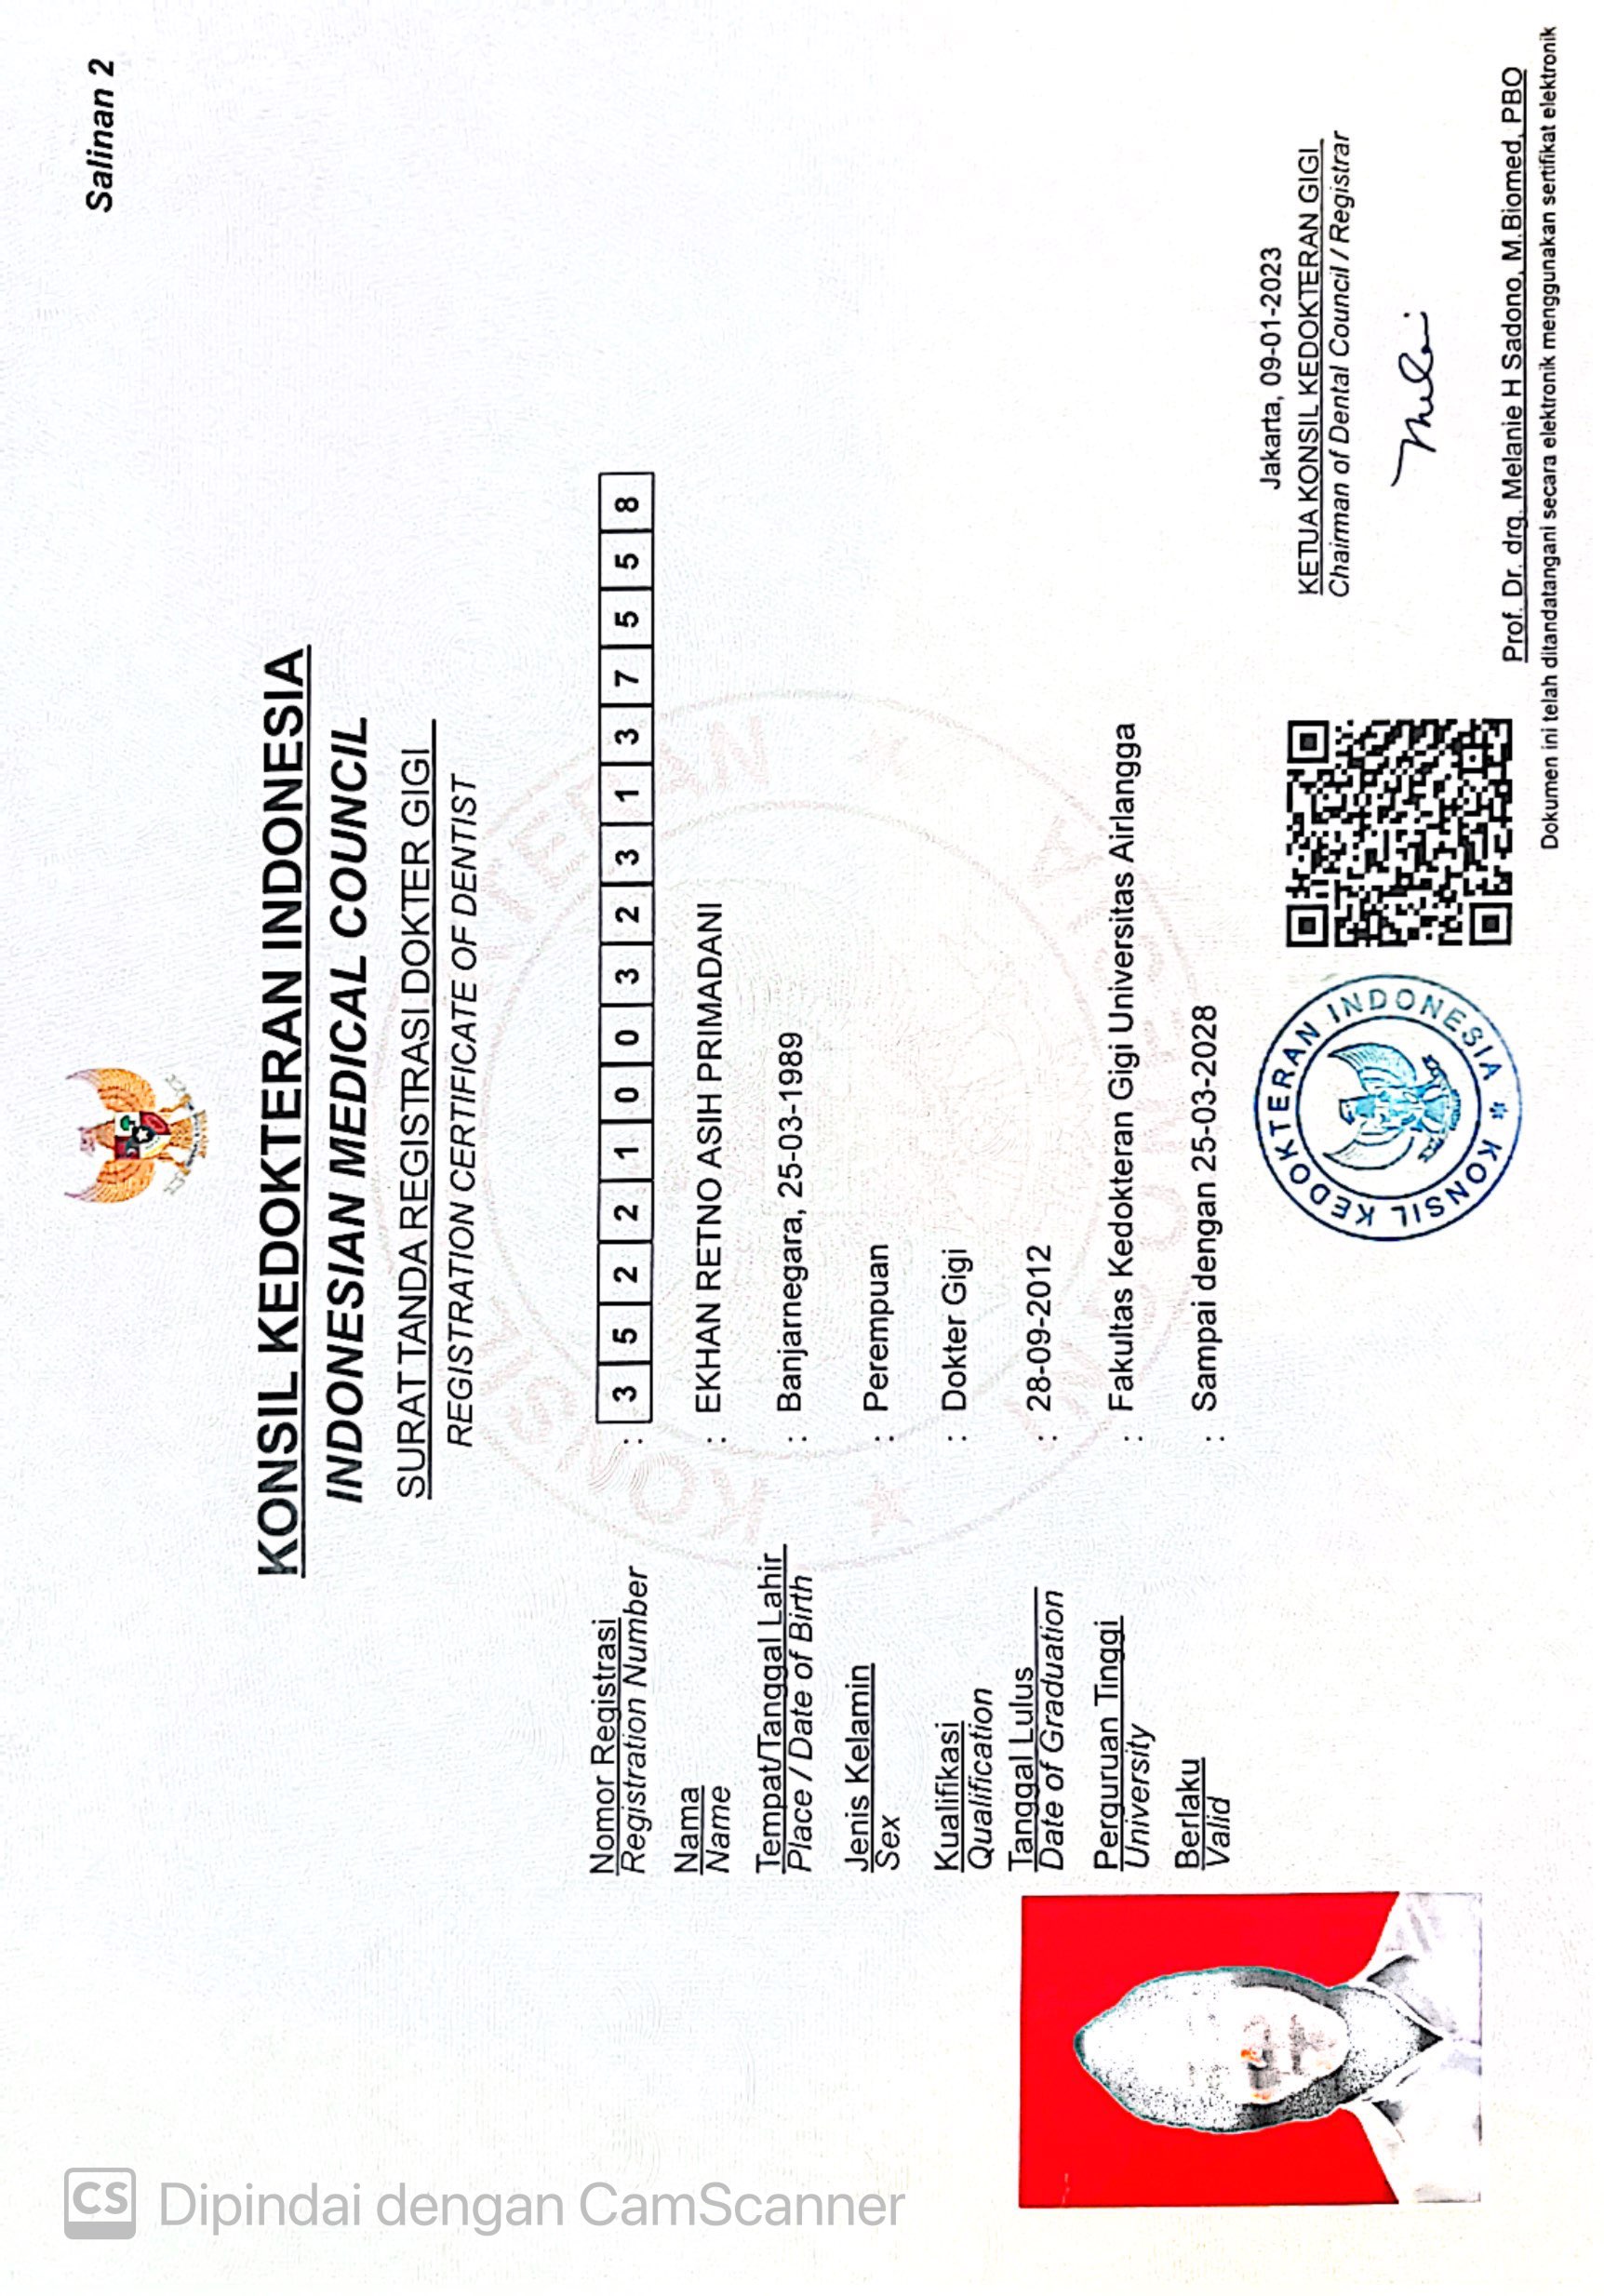 Salinan 2
KONSIL KEDOKTERAN INDONESIA
INDONESIAN MEDICAL COUNCIL
SURAT TANDA REGISTRASI DOKTER GIGI
REGISTRATION CERTIFICATE OF DENTIST
Nomor Registrasi : 3 5 2 2 1 0 0 3 2 3 1 3 7 5 5 8
Registration Number
Nama : EKHAN RETNO ASIH PRIMADANI
Name
Tempat/Tanggal Lahir : Banjarnegara, 25-03-1989
Place / Date of Birth
Jenis Kelamin : Perempuan
Sex
Kualifikasi : Dokter Gigi
Qualification
Tanggal Lulus : 28-09-2012
Date of Graduation
Perguruan Tinggi : Fakultas Kedokteran Gigi Universitas Airlangga
University
Berlaku : Sampai dengan 25-03-2028
Valid
Jakarta, 09-01-2023
KETUA KONSIL KEDOKTERAN GIGI
Chairman of Dental Council / Registrar
KONSIL KEDOKTERAN INDONESIA
Prof. Dr. drg. Melanie H Sadono, M.Biomed, PBO
Dokumen ini telah ditandatangani secara elektronik menggunakan sertifikat elektronik
CS Dipindai dengan CamScanner